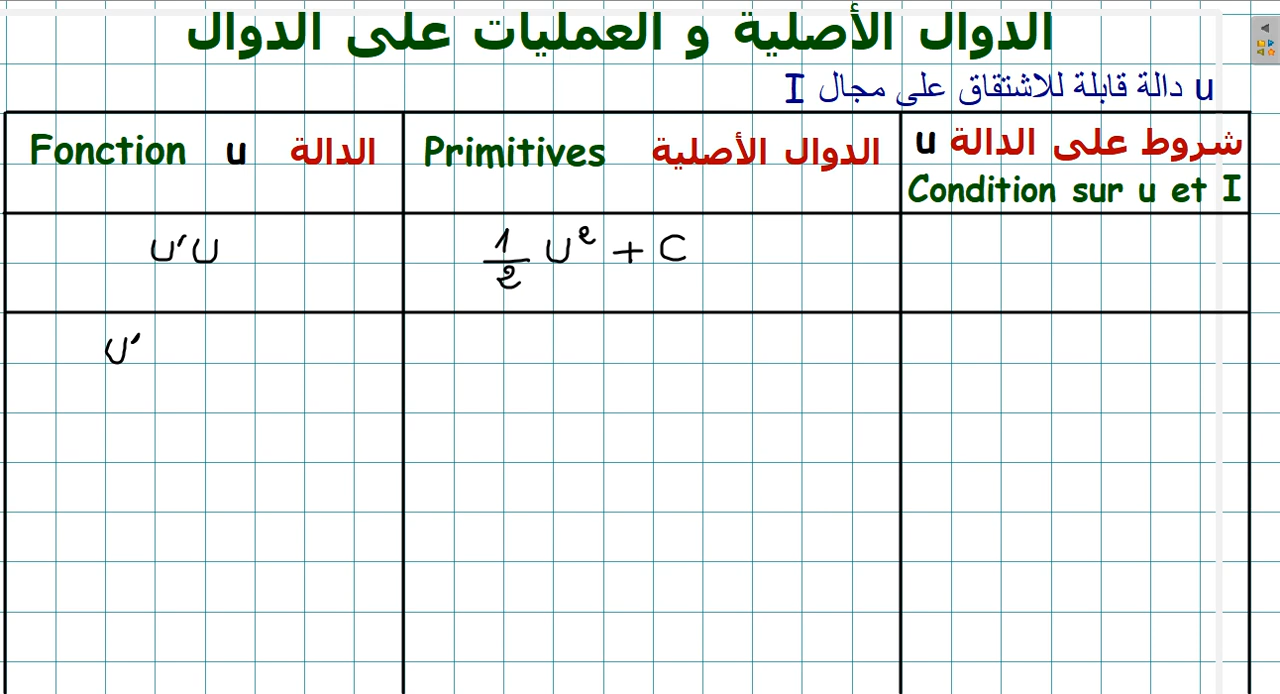 الدوال الأصلية و العمليات على الدوال
u دالة قابلة للاشتقاق على مجال I
Fonction u الدالة
Primitives الدوال الأصلية
شروط على الدالة u
Condition sur u et I
U'U
1/2 U² + C
U'